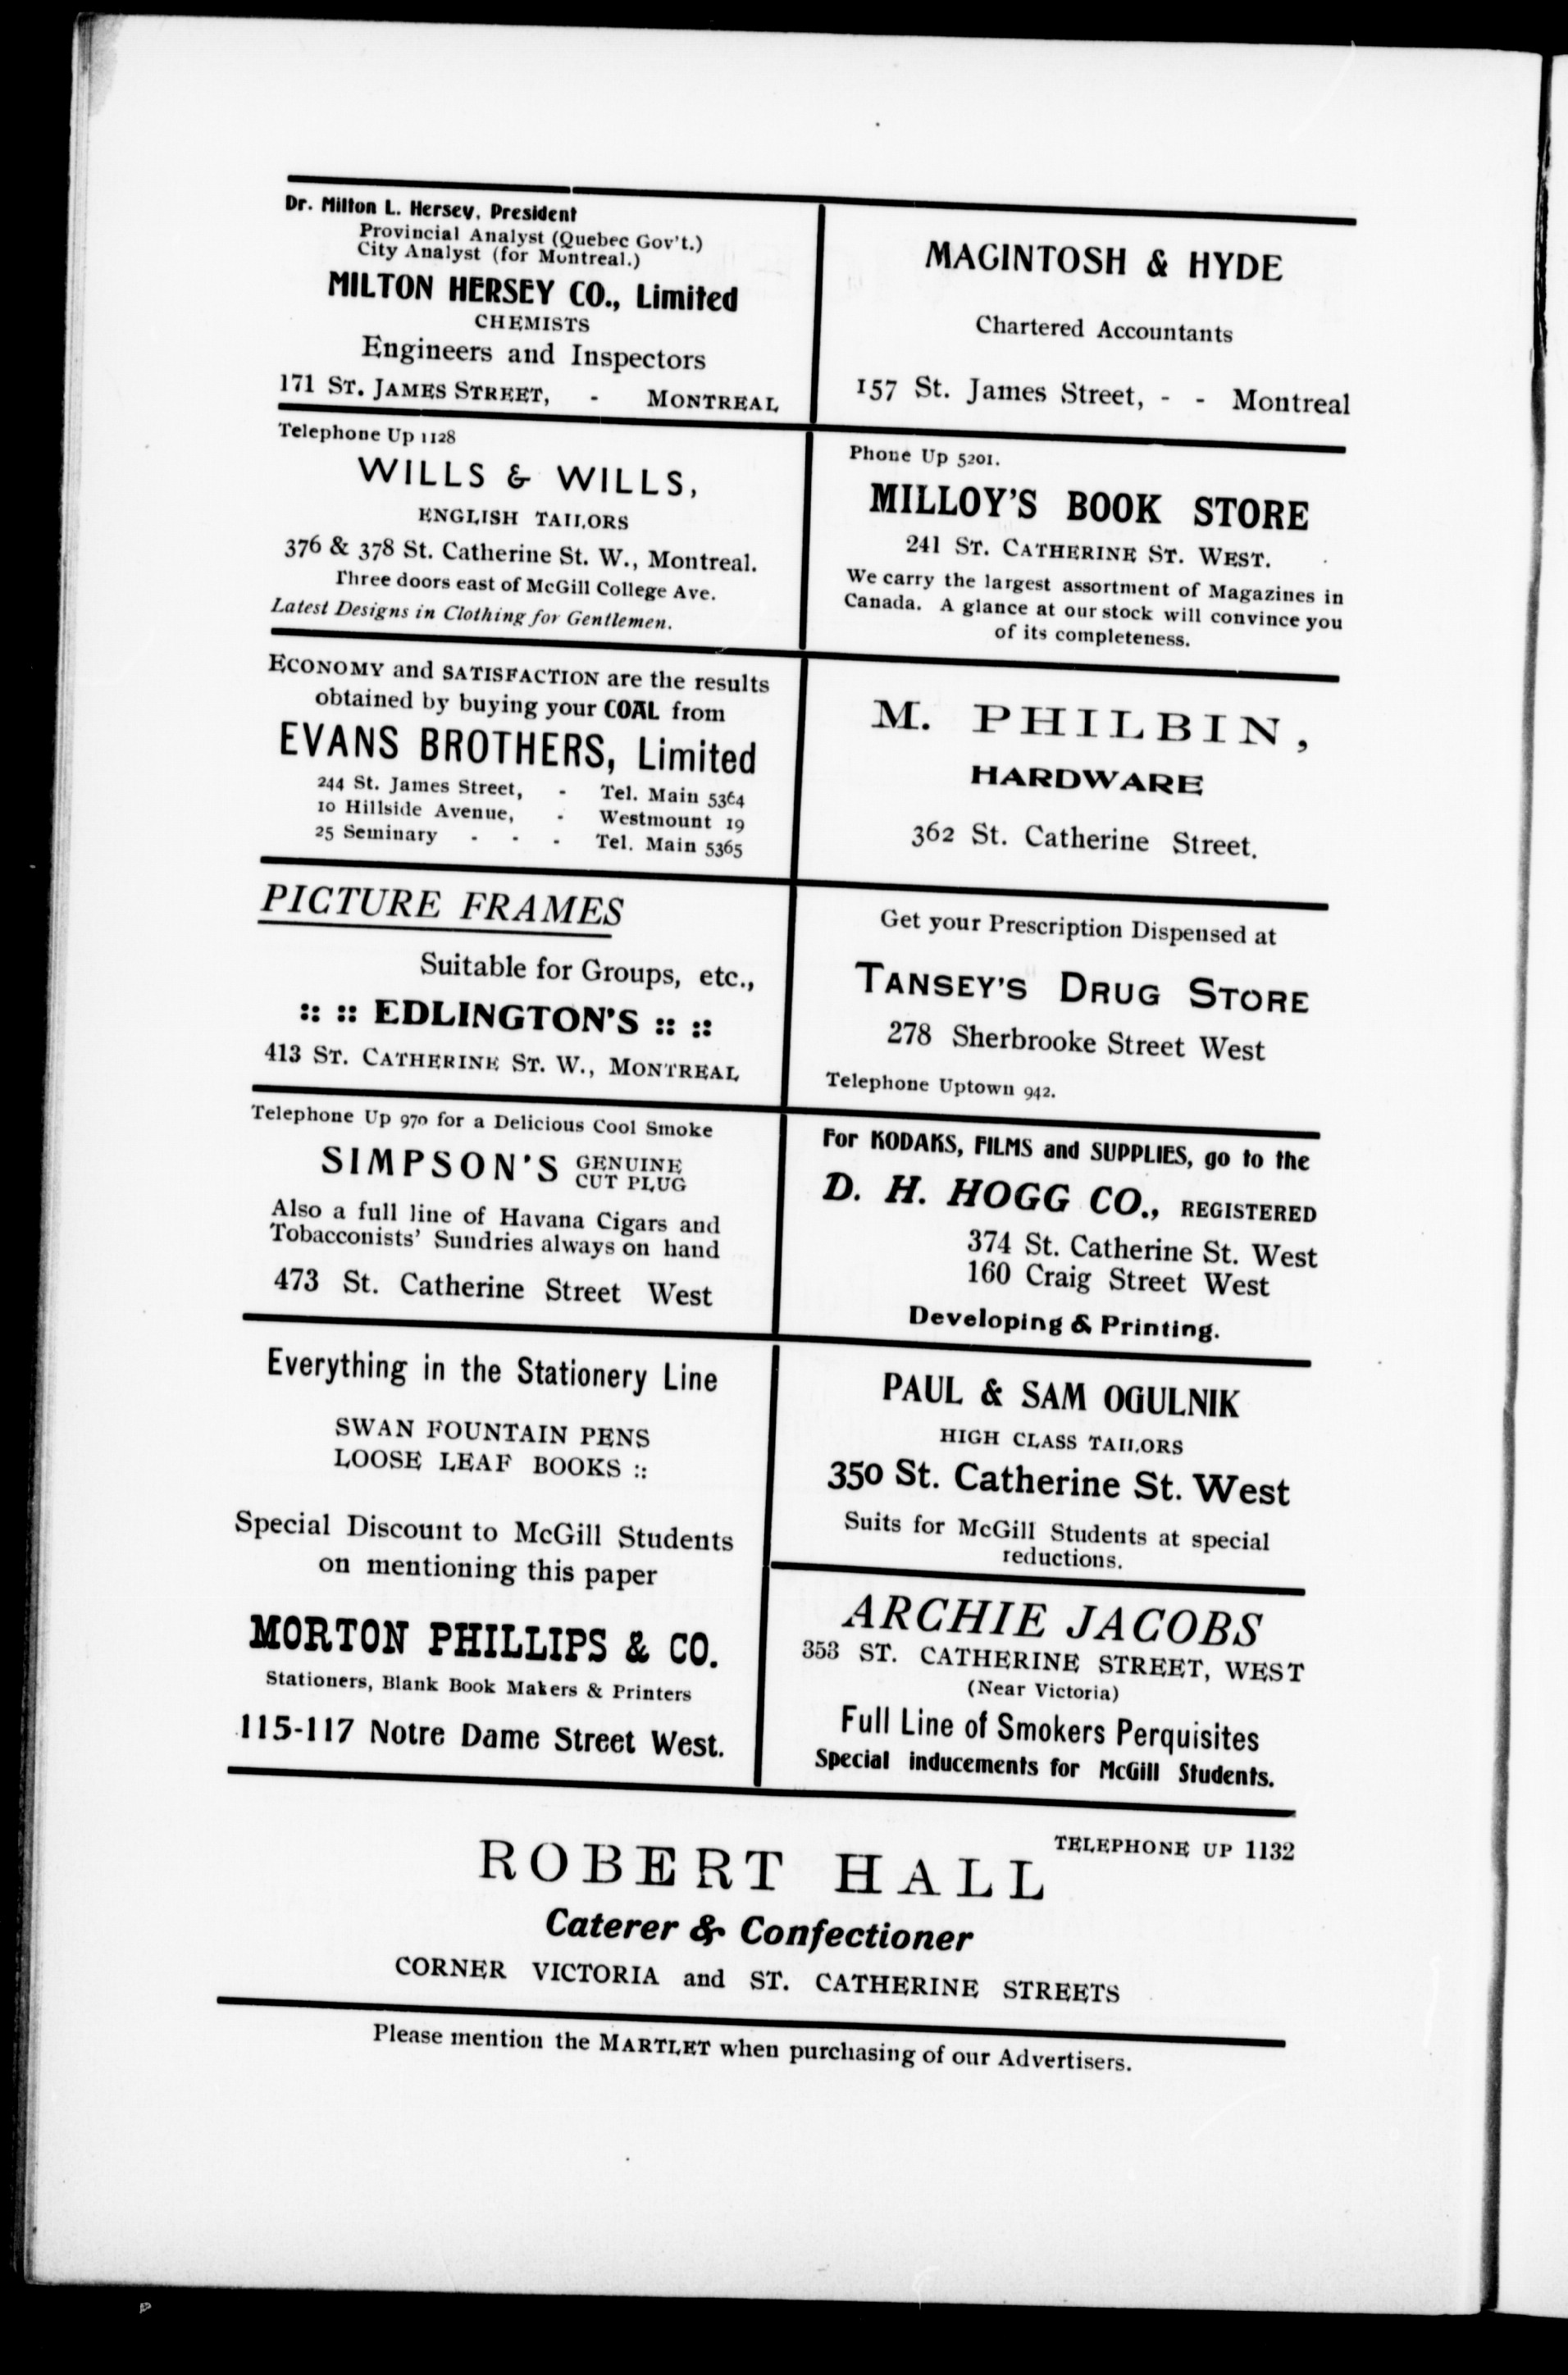 Dr. Milton L. Hersey, President
Provincial Analyst (Quebec Gov't.)
City Analyst (for Montreal.)
MILTON HERSEY CO., Limited
CHEMISTS
Engineers and Inspectors
171 ST. JAMES STREET, - MONTREAL
MACINTOSH & HYDE
Chartered Accountants
157 St. James Street, - - Montreal
Telephone Up 1128
WILLS & WILLS,
ENGLISH TAILORS
376 & 378 St. Catherine St. W., Montreal.
Three doors east of McGill College Ave.
Latest Designs in Clothing for Gentlemen.
Phone Up 5201.
MILLOY'S BOOK STORE
241 ST. CATHERINE ST. WEST.
We carry the largest assortment of Magazines in
Canada. A glance at our stock will convince you
of its completeness.
ECONOMY and SATISFACTION are the results
obtained by buying your COAL from
EVANS BROTHERS, Limited
244 St. James Street, - Tel. Main 5364
10 Hillside Avenue, - Westmount 19
25 Seminary - - - Tel. Main 5365
M. PHILBIN,
HARDWARE
362 St. Catherine Street.
PICTURE FRAMES
Suitable for Groups, etc.,
:: :: EDLINGTON'S :: ::
413 ST. CATHERINE ST. W., MONTREAL
Get your Prescription Dispensed at
TANSEY'S DRUG STORE
278 Sherbrooke Street West
Telephone Uptown 942.
Telephone Up 970 for a Delicious Cool Smoke
SIMPSON'S GENUINE CUT PLUG
Also a full line of Havana Cigars and
Tobacconists' Sundries always on hand
473 St. Catherine Street West
For KODAKS, FILMS and SUPPLIES, go to the
D. H. HOGG CO., REGISTERED
374 St. Catherine St. West
160 Craig Street West
Developing & Printing.
Everything in the Stationery Line
SWAN FOUNTAIN PENS
LOOSE LEAF BOOKS ::
Special Discount to McGill Students
on mentioning this paper
MORTON PHILLIPS & CO.
Stationers, Blank Book Makers & Printers
115-117 Notre Dame Street West.
PAUL & SAM OGULNIK
HIGH CLASS TAILORS
350 St. Catherine St. West
Suits for McGill Students at special
reductions.
ARCHIE JACOBS
353 ST. CATHERINE STREET, WEST
(Near Victoria)
Full Line of Smokers Perquisites
Special inducements for McGill Students.
TELEPHONE UP 1132
ROBERT HALL
Caterer & Confectioner
CORNER VICTORIA and ST. CATHERINE STREETS
Please mention the MARTLET when purchasing of our Advertisers.